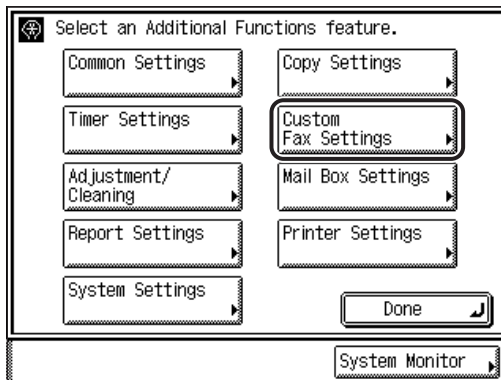 Select an Additional Functions feature.
Common Settings
Copy Settings
Timer Settings
Custom
Fax Settings
Adjustment/
Cleaning
Mail Box Settings
Report Settings
Printer Settings
System Settings
Done
System Monitor